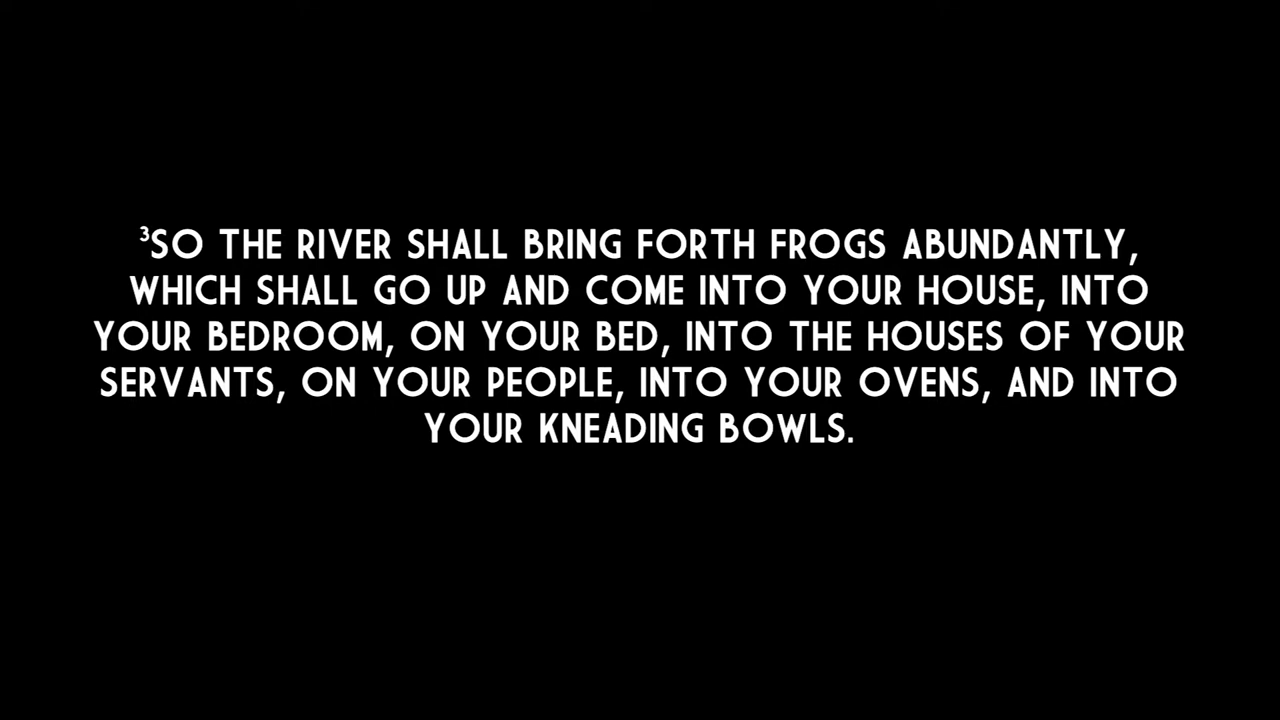 ³SO THE RIVER SHALL BRING FORTH FROGS ABUNDANTLY,
WHICH SHALL GO UP AND COME INTO YOUR HOUSE, INTO
YOUR BEDROOM, ON YOUR BED, INTO THE HOUSES OF YOUR
SERVANTS, ON YOUR PEOPLE, INTO YOUR OVENS, AND INTO
YOUR KNEADING BOWLS.